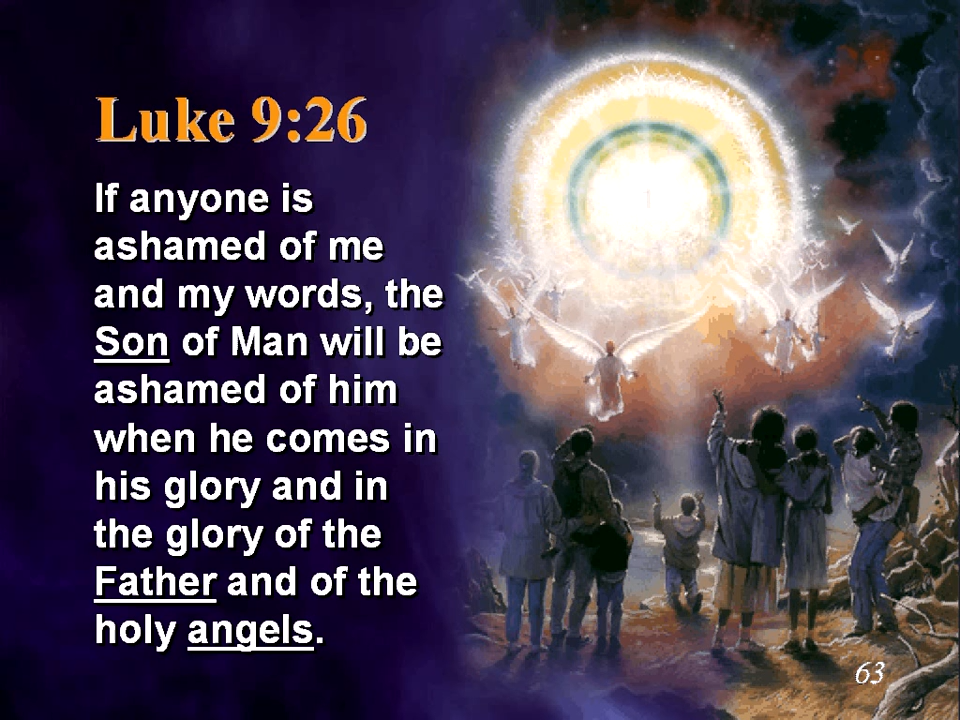 Luke 9:26
If anyone is
ashamed of me
and my words, the
Son of Man will be
ashamed of him
when he comes in
his glory and in
the glory of the
Father and of the
holy angels.
63